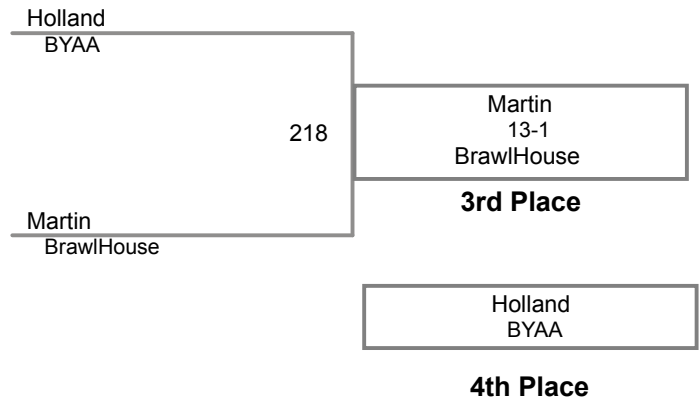 Holland
BYAA
218
Martin
13-1
BrawlHouse
3rd Place
Martin
BrawlHouse
Holland
BYAA
4th Place